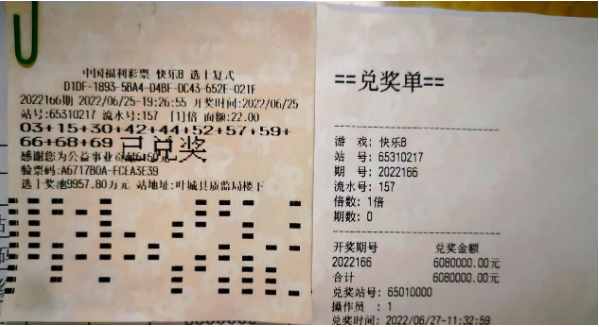 中国福利彩票 快乐8 选十复式
D1DF-1893-5BA4-D4BF-DC43-652F-021F
2022166期 2022/06/25-19:26:55 开奖时间:2022/06/25
站号:65310217 流水号:157 [1]倍 面额:22.00
03+15+30+42+44+52+57+59+
66+68+69
已兑奖
感谢您为公益事业
验票码:A6717B0A-FCEA3E39
选十奖池9957.80万元 站地址:叶城县质监局楼下
==兑奖单==
游 戏: 快乐8
站 号: 65310217
期 号: 2022166
流水号: 157
倍数: 1倍
期数: 0
开奖期号 兑奖金额
2022166 6080000.00元
合计 6080000.00元
兑奖站号: 65010000
操作员 : 1
兑奖时间: 2022/06/27-11:32:59